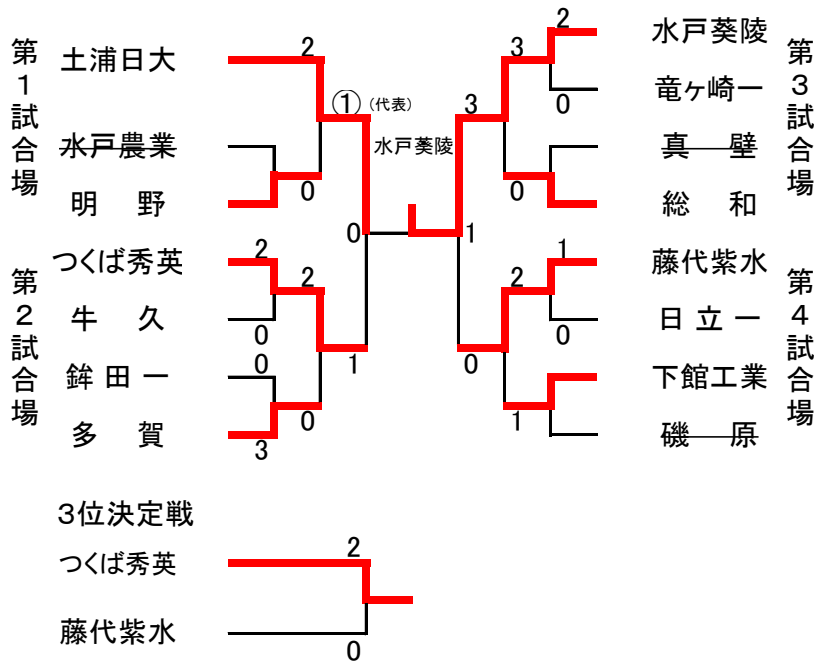 第1試合場
土浦日大
水戸農業
明 野
2
0
①(代表)
第2試合場
つくば秀英
牛 久
鉾田一
多 賀
2
0
0
3
2
0
1
0
水戸葵陵
1
第3試合場
水戸葵陵
竜ヶ崎一
真 壁
総 和
2
0
3
0
3
第4試合場
藤代紫水
日立一
下館工業
磯 原
1
0
2
1
0
3位決定戦
つくば秀英
藤代紫水
2
0